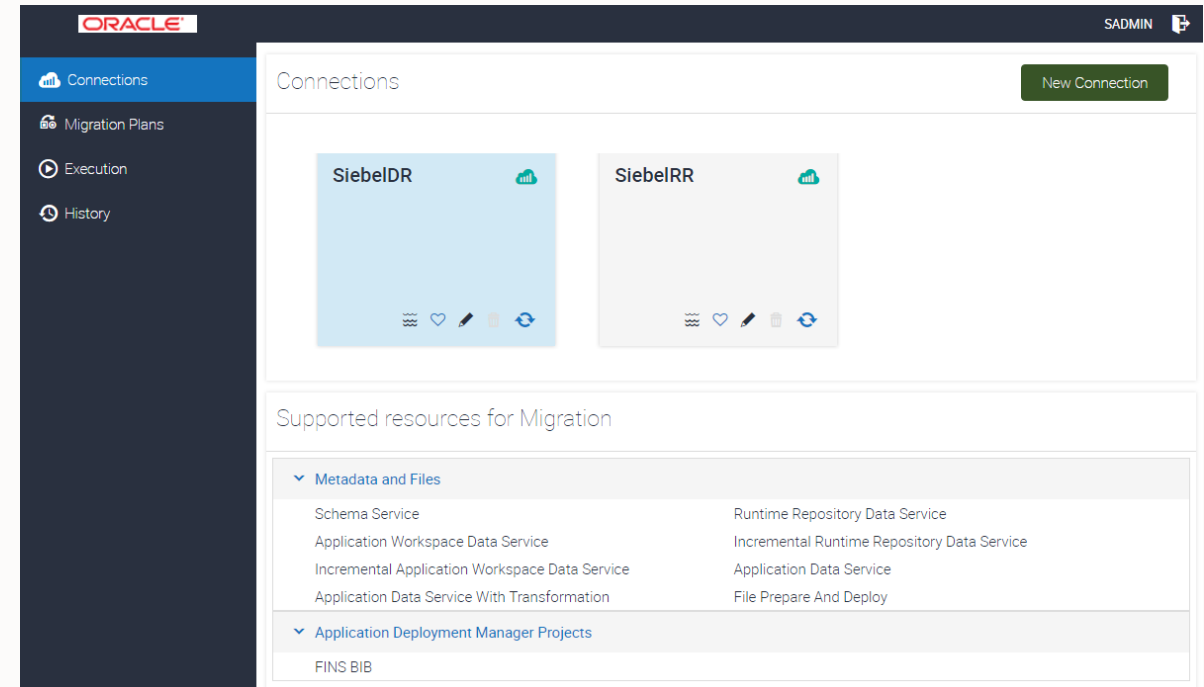 ORACLE
SADMIN
Connections
Migration Plans
Execution
History
Connections
New Connection
SiebelDR
SiebelRR
Supported resources for Migration
Metadata and Files
Schema Service
Runtime Repository Data Service
Application Workspace Data Service
Incremental Runtime Repository Data Service
Incremental Application Workspace Data Service
Application Data Service
Application Data Service With Transformation
File Prepare And Deploy
Application Deployment Manager Projects
FINS BIB